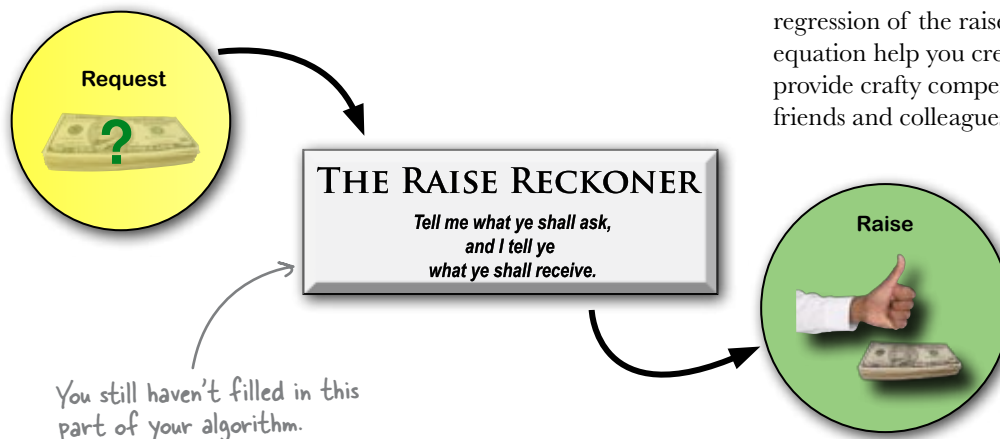 regression of the raise
equation help you cre
provide crafty compe
friends and colleague
Request
?
THE RAISE RECKONER
Tell me what ye shall ask,
and I tell ye
what ye shall receive.
Raise
You still haven't filled in this
part of your algorithm.